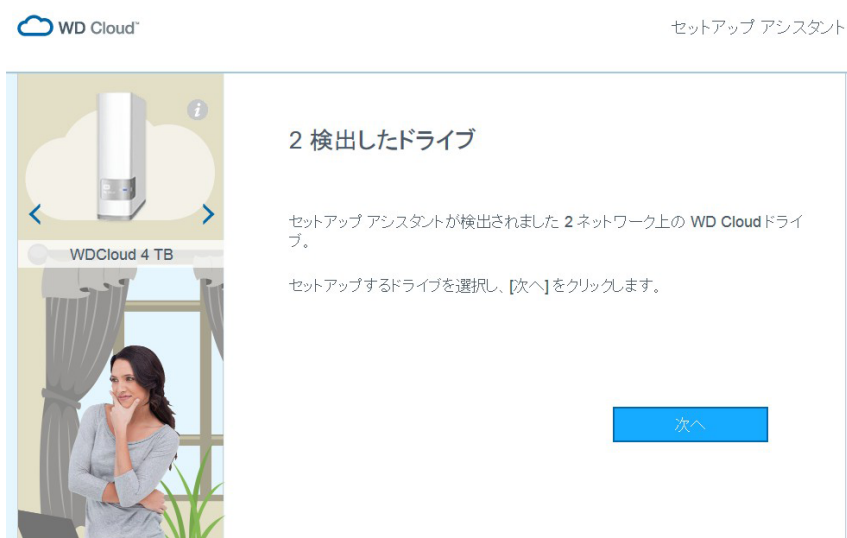 WD Cloud™
セットアップ アシスタント
2 検出したドライブ
セットアップ アシスタントが検出されました 2 ネットワーク上の WD Cloudドライ
ブ。
WDCloud 4 TB
セットアップするドライブを選択し、[次へ] をクリックします。
次へ